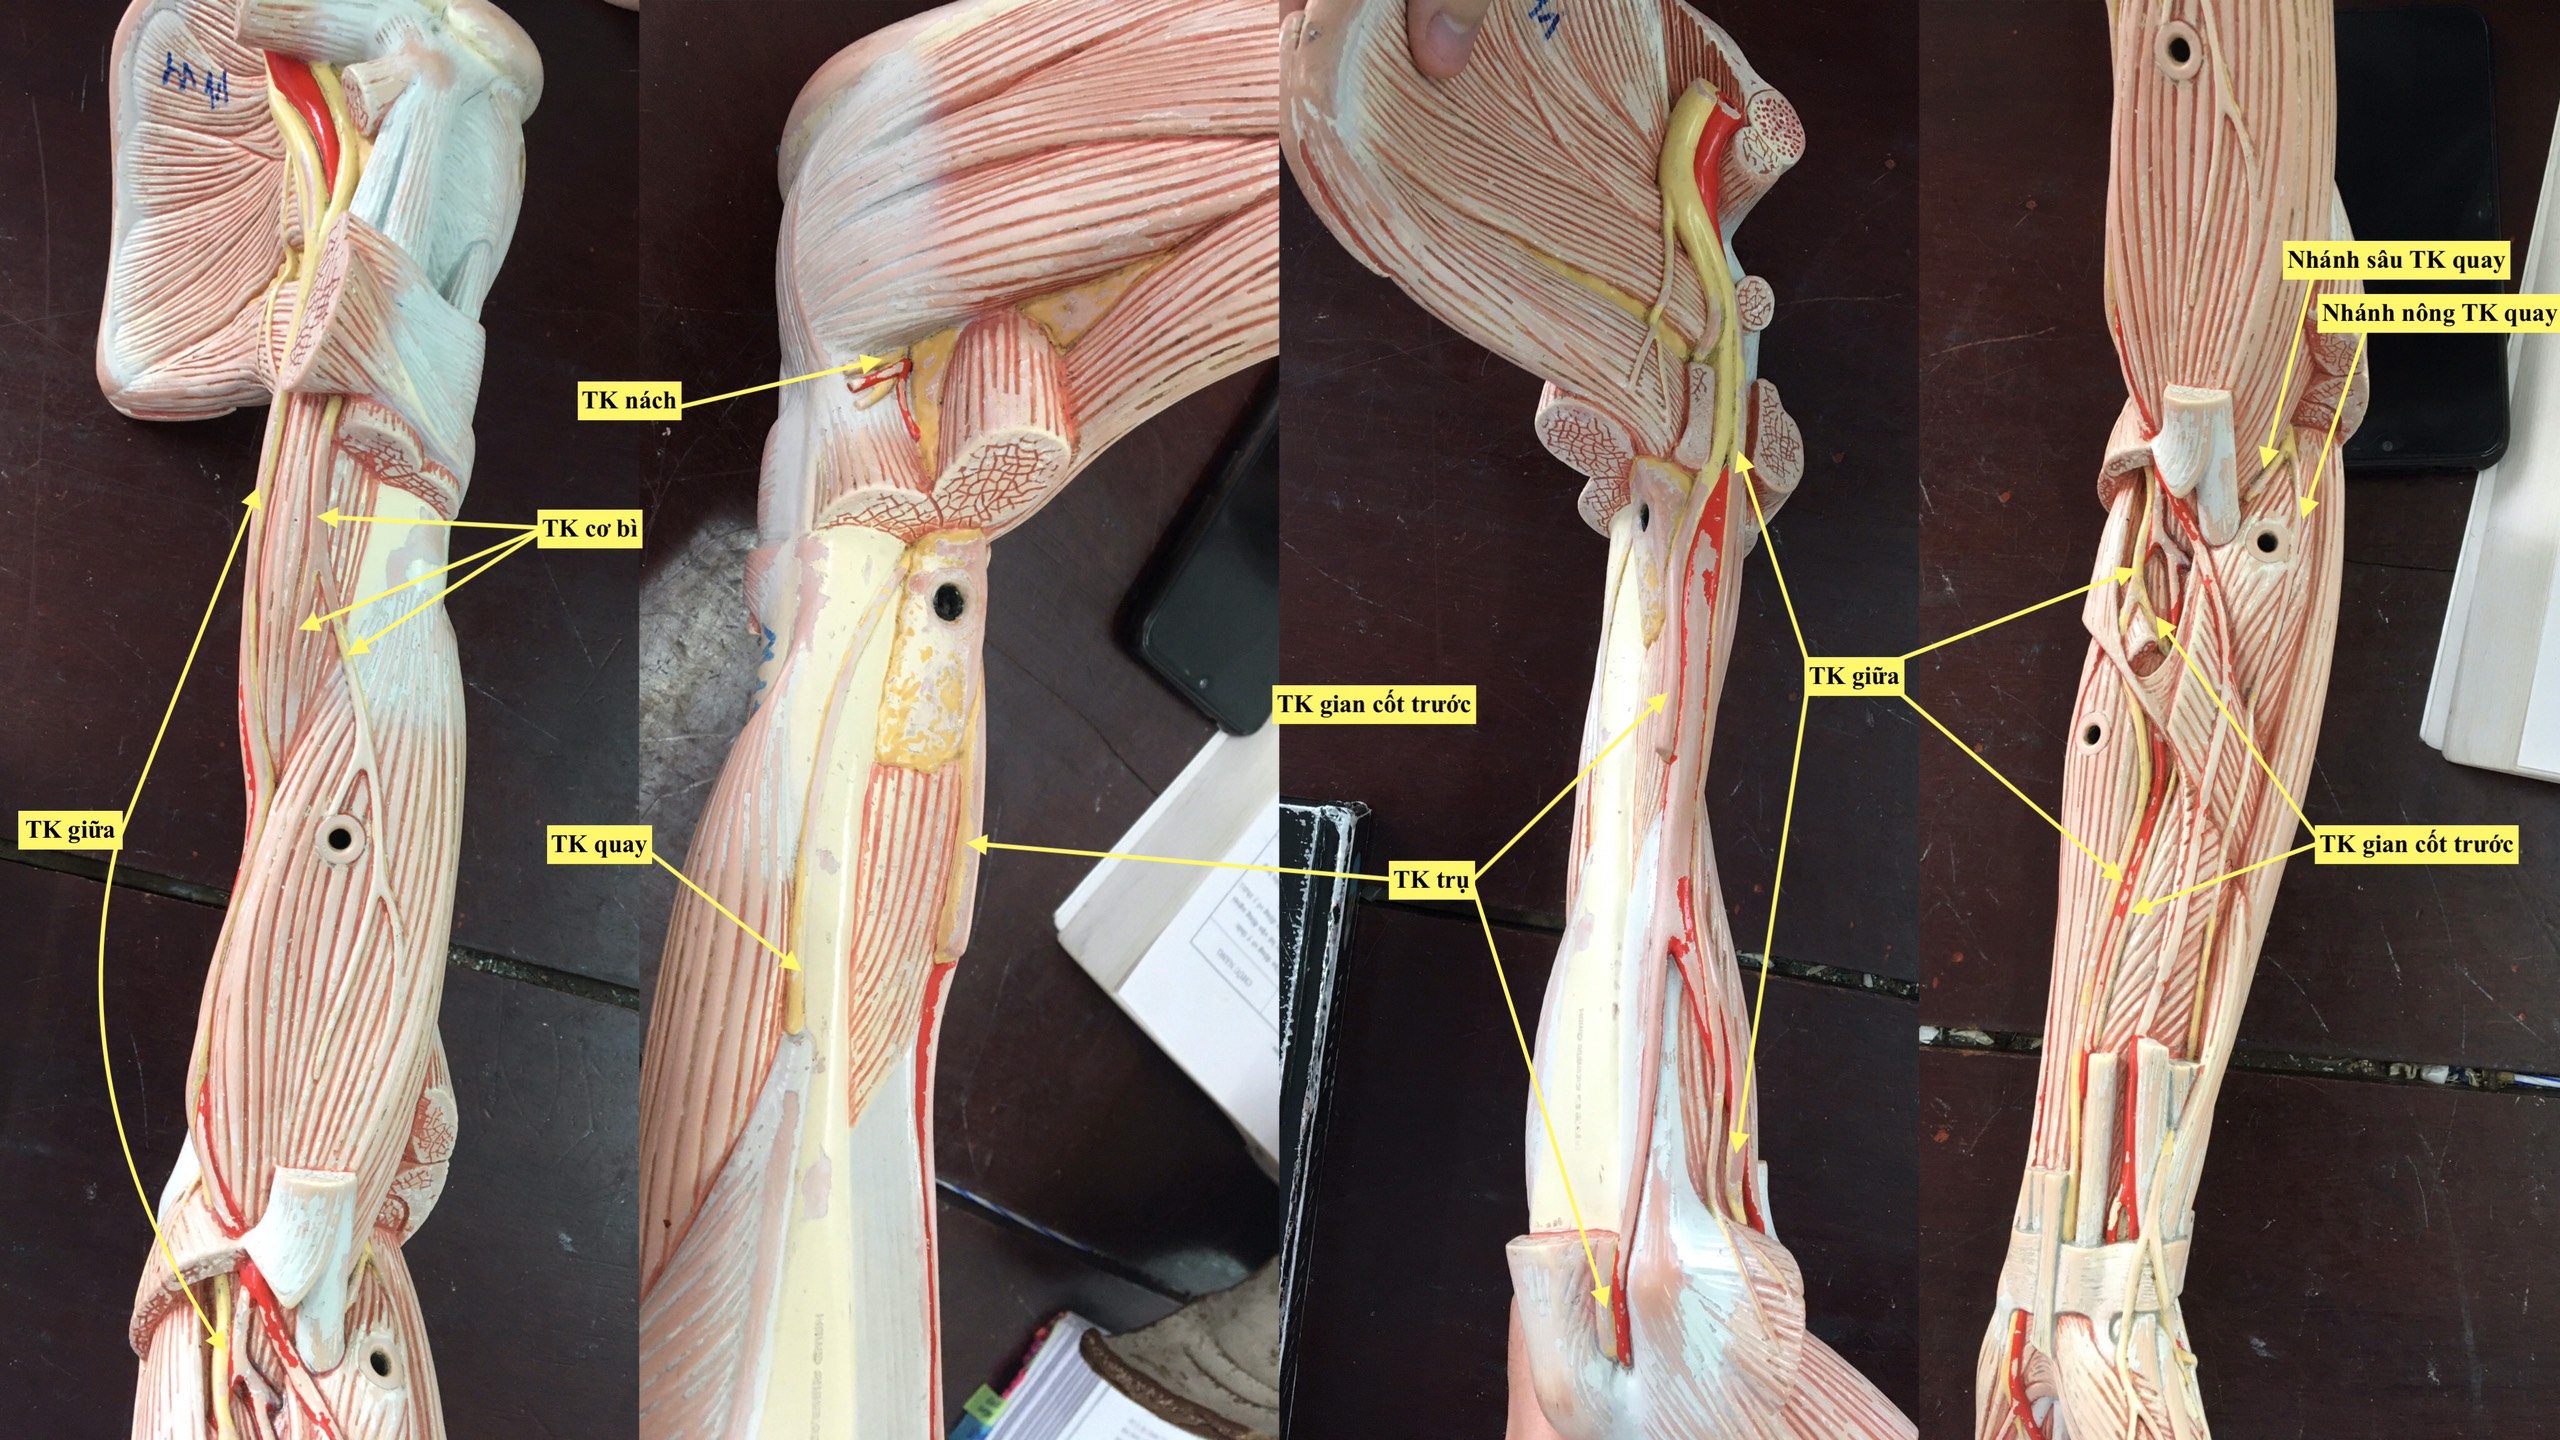 TK nách
TK cơ bì
TK giữa
TK quay
TK gian cốt trước
TK trụ
TK giữa
Nhánh sâu TK quay
Nhánh nông TK quay
TK gian cốt trước